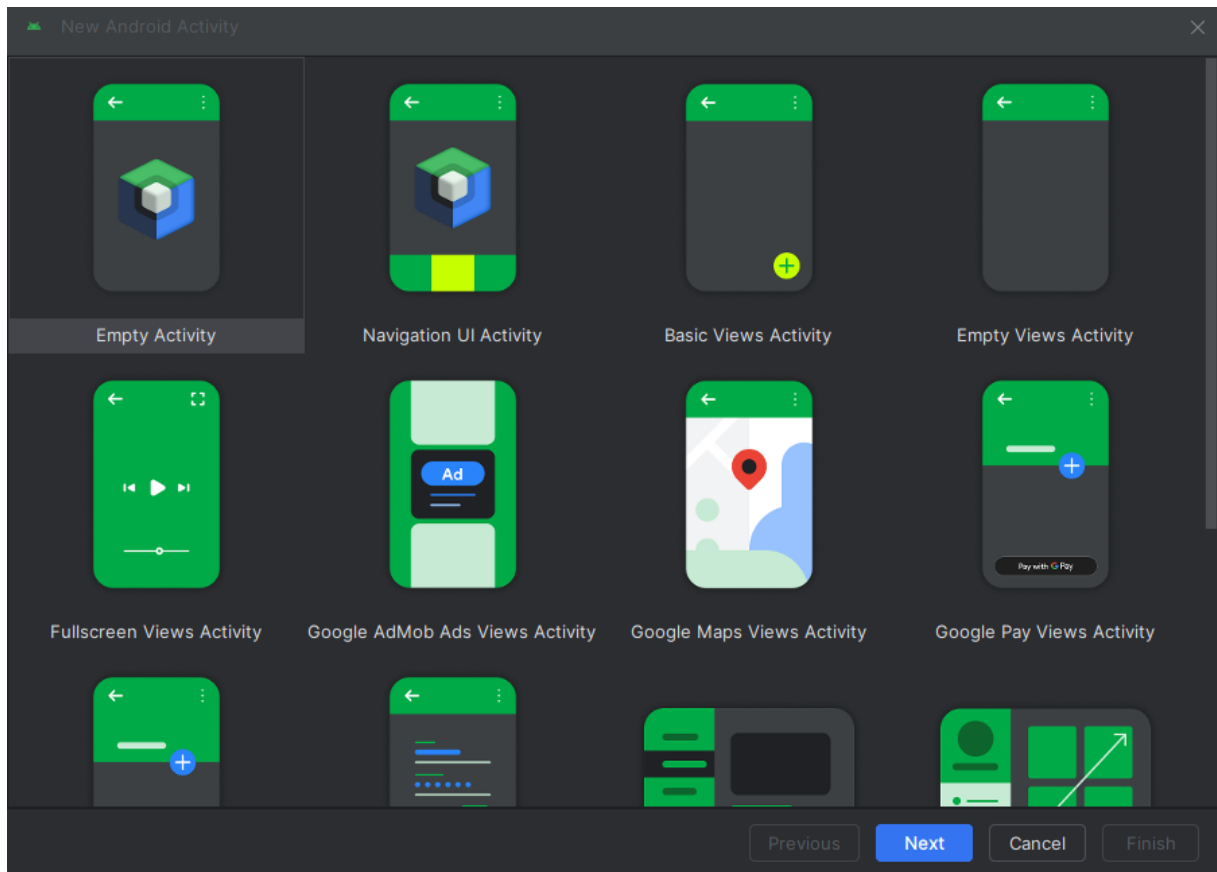 New Android Activity
Empty Activity
Navigation UI Activity
Basic Views Activity
Empty Views Activity
Ad
Pay with G Pay
Fullscreen Views Activity
Google AdMob Ads Views Activity
Google Maps Views Activity
Google Pay Views Activity
Previous
Next
Cancel
Finish